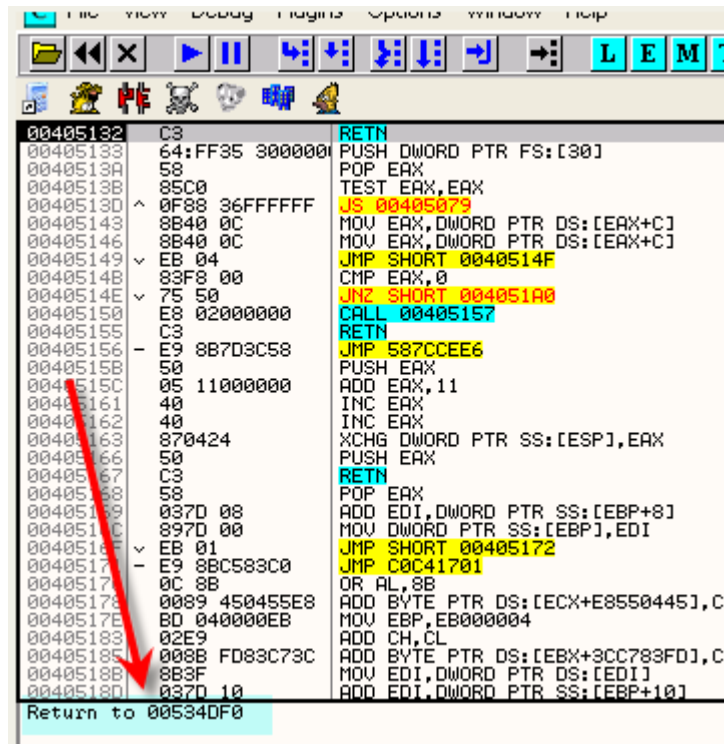 L E M
00405132 C3 RETN
00405133 64:FF35 3000000 PUSH DWORD PTR FS:[30]
0040513A 58 POP EAX
0040513B 85C0 TEST EAX,EAX
0040513D ^ 0F88 36FFFFFF JS 00405079
00405143 8B40 0C MOV EAX,DWORD PTR DS:[EAX+C]
00405146 8B40 0C MOV EAX,DWORD PTR DS:[EAX+C]
00405149 v EB 04 JMP SHORT 0040514F
0040514B 83F8 00 CMP EAX,0
0040514E v 75 50 JNZ SHORT 004051A0
00405150 E8 02000000 CALL 00405157
00405155 C3 RETN
00405156 - E9 8B7D3C58 JMP 587CCEE6
0040515B 50 PUSH EAX
0040515C 05 11000000 ADD EAX,11
00405161 40 INC EAX
00405162 40 INC EAX
00405163 870424 XCHG DWORD PTR SS:[ESP],EAX
00405166 50 PUSH EAX
00405167 C3 RETN
00405168 58 POP EAX
00405169 037D 08 ADD EDI,DWORD PTR SS:[EBP+8]
0040516C 897D 00 MOV DWORD PTR SS:[EBP],EDI
0040516F v EB 01 JMP SHORT 00405172
00405171 - E9 8BC583C0 JMP C0C41701
00405176 0C 8B OR AL,8B
00405178 0089 450455E8 ADD BYTE PTR DS:[ECX+E8550445],C
0040517E BD 040000EB MOV EBP,EB000004
00405183 02E9 ADD CH,CL
00405185 008B FD83C73C ADD BYTE PTR DS:[EBX+3CC783FD],C
0040518B 8B3F MOV EDI,DWORD PTR DS:[EDI]
0040518D 037D 10 ADD EDI,DWORD PTR SS:[EBP+10]
Return to 00534DF0